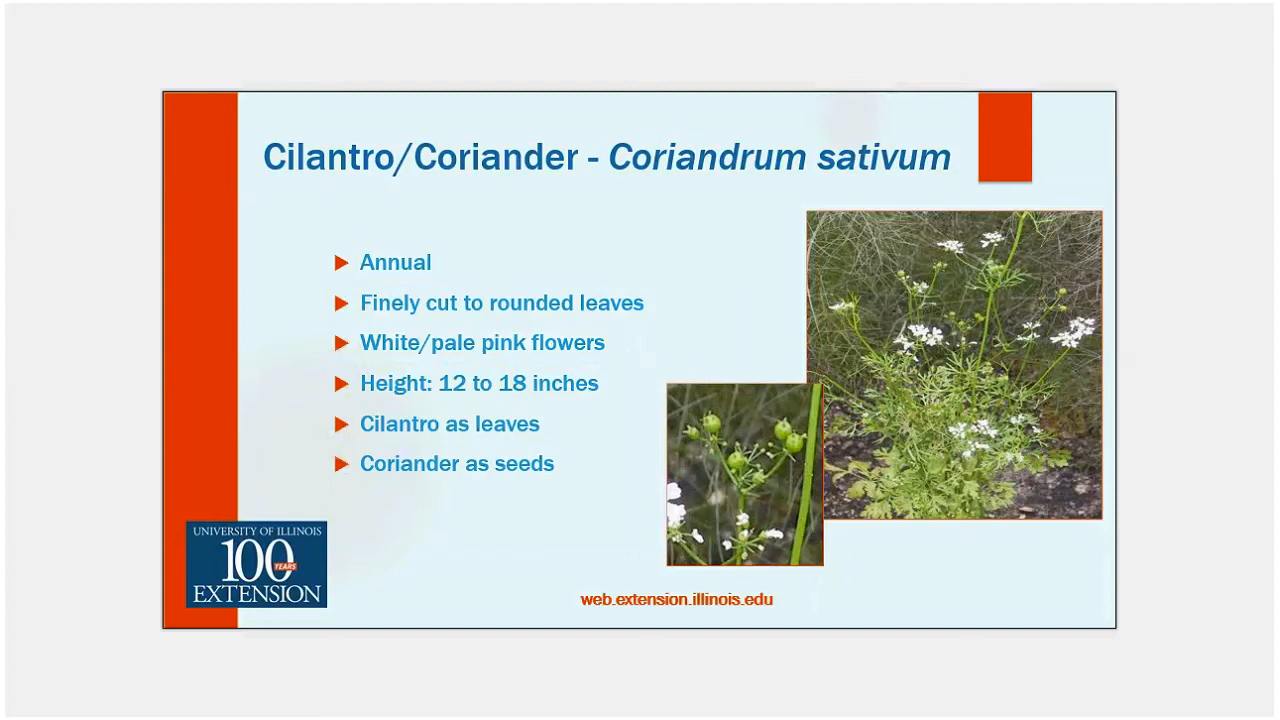 Cilantro/Coriander - Coriandrum sativum
Annual
Finely cut to rounded leaves
White/pale pink flowers
Height: 12 to 18 inches
Cilantro as leaves
Coriander as seeds
UNIVERSITY OF ILLINOIS
100
YEARS
EXTENSION
web.extension.illinois.edu